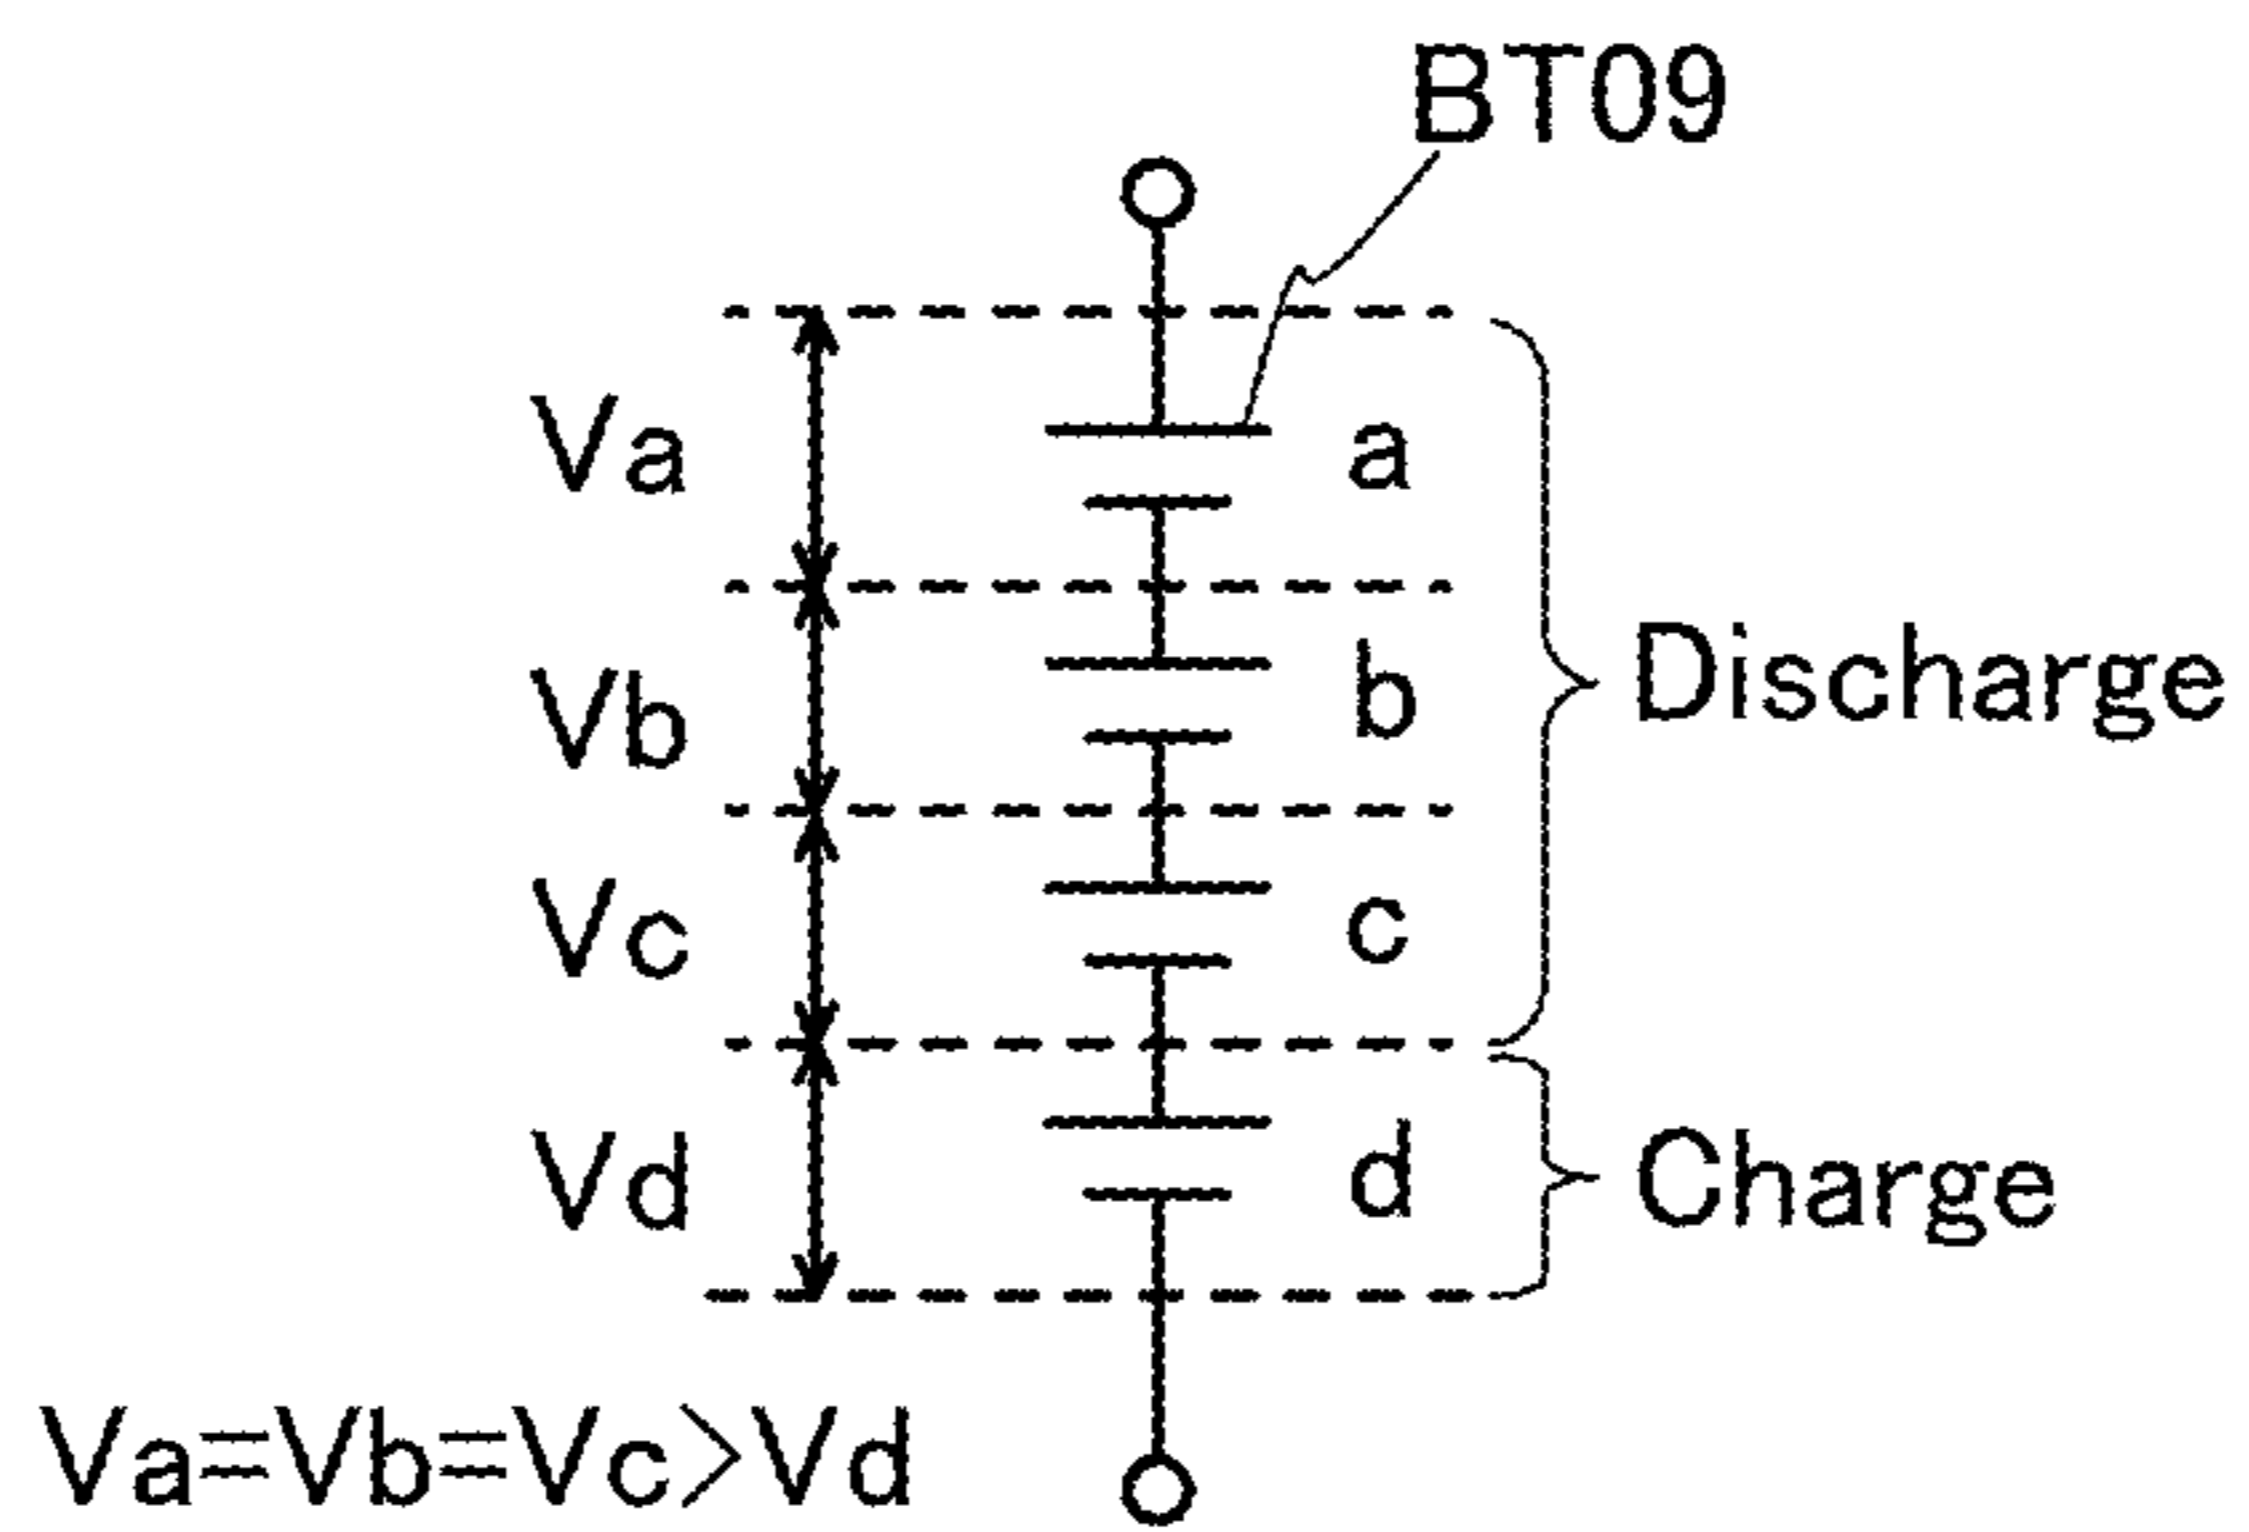 BT09
Va
a
Vb
b
Discharge
Vc
c
Vd
d
Charge
Va=Vb=Vc>Vd